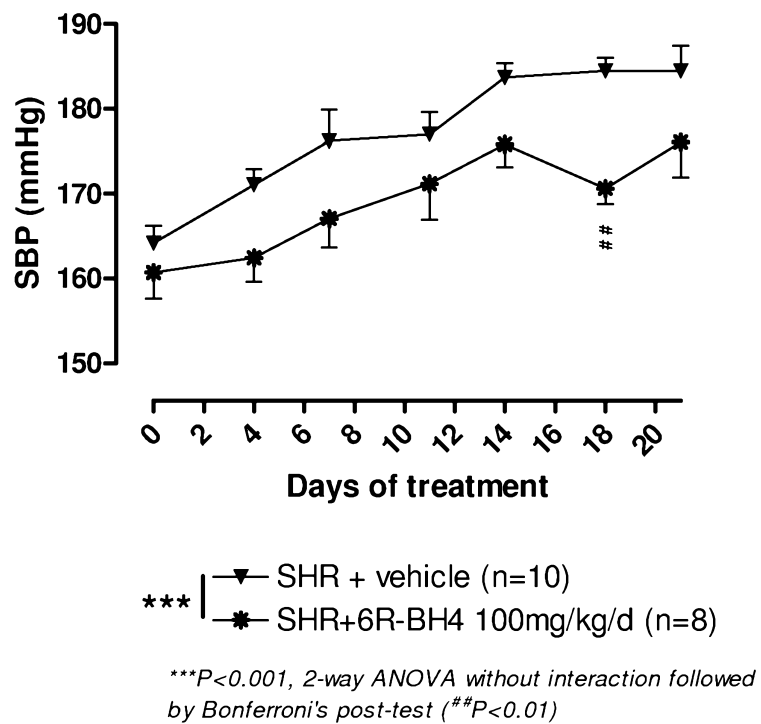 190
180
170
160
150
SBP (mmHg)
##
0 2 4 6 8 10 12 14 16 18 20
Days of treatment
*** SHR + vehicle (n=10)
SHR+6R-BH4 100mg/kg/d (n=8)
***P<0.001, 2-way ANOVA without interaction followed
by Bonferroni's post-test (##P<0.01)